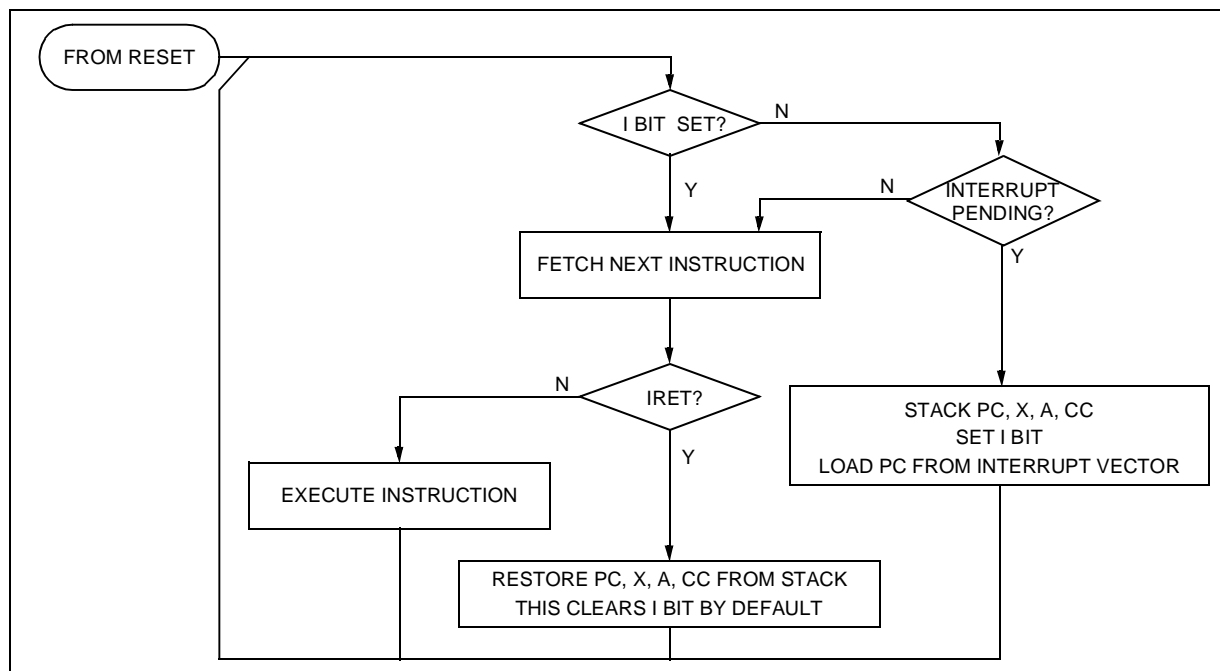 FROM RESET
I BIT SET?
N
Y
N
INTERRUPT
PENDING?
Y
FETCH NEXT INSTRUCTION
N
IRET?
Y
STACK PC, X, A, CC
SET I BIT
LOAD PC FROM INTERRUPT VECTOR
EXECUTE INSTRUCTION
RESTORE PC, X, A, CC FROM STACK
THIS CLEARS I BIT BY DEFAULT